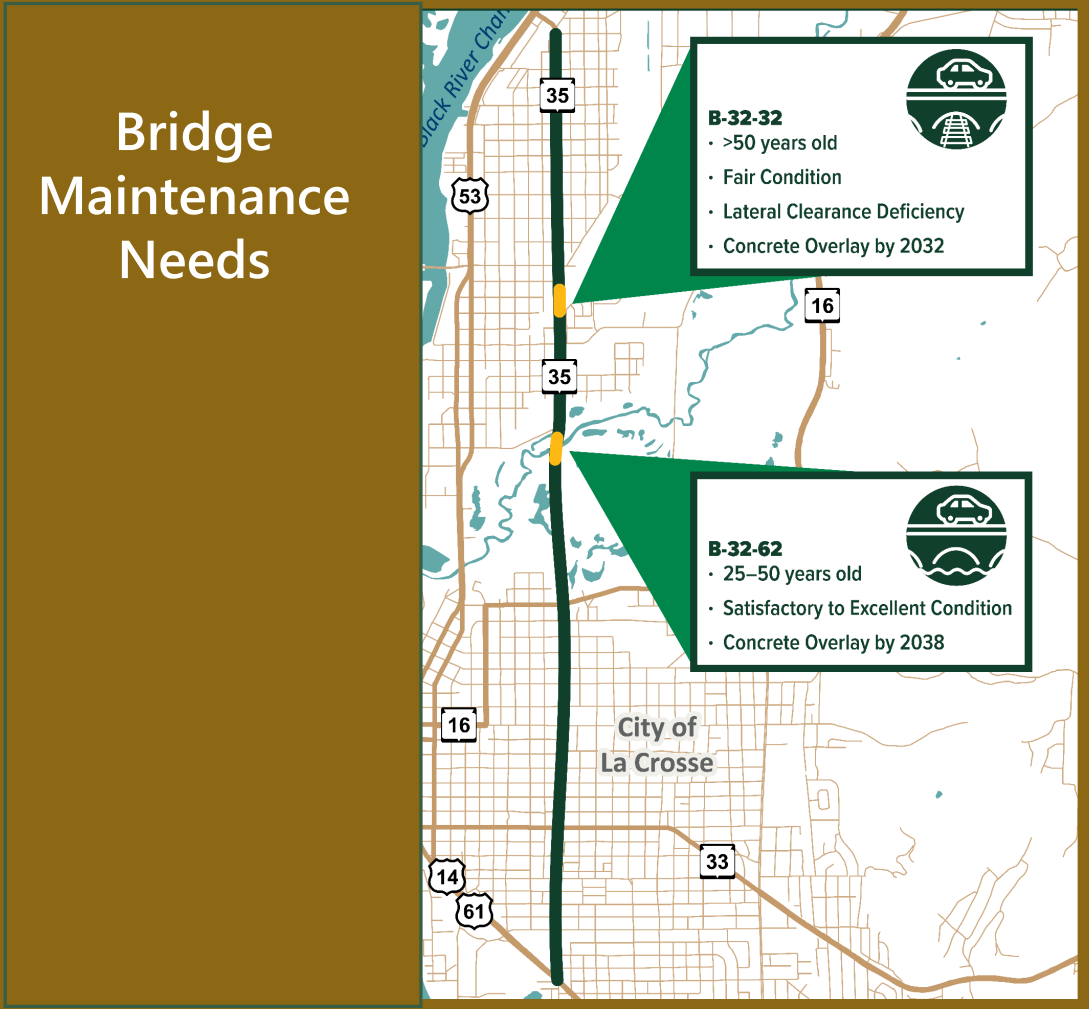 Bridge
Maintenance
Needs
Black River Chan
35
53
B-32-32
· >50 years old
· Fair Condition
· Lateral Clearance Deficiency
· Concrete Overlay by 2032
16
35
B-32-62
· 25–50 years old
· Satisfactory to Excellent Condition
· Concrete Overlay by 2038
16
City of
La Crosse
33
14
61